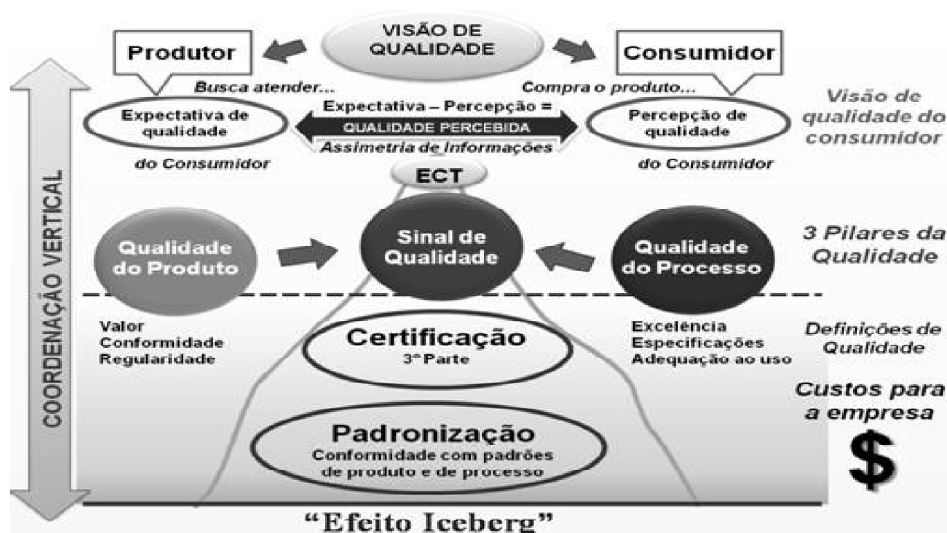 VISÃO DE
QUALIDADE
Produtor
Consumidor
Busca atender...
Compra o produto...
Expectativa de
qualidade
do Consumidor
Expectativa – Percepção =
QUALIDADE PERCEBIDA
Assimetria de Informações
Percepção de
qualidade
do Consumidor
Visão de
qualidade do
consumidor
ECT
COORDENAÇÃO VERTICAL
Qualidade
do Produto
Sinal de
Qualidade
Qualidade
do Processo
3 Pilares da
Qualidade
Valor
Conformidade
Regularidade
Certificação
3ª Parte
Excelência
Especificações
Adequação ao uso
Definições de
Qualidade
Custos para
a empresa
$
Padronização
Conformidade com padrões
de produto e de processo
“Efeito Iceberg”